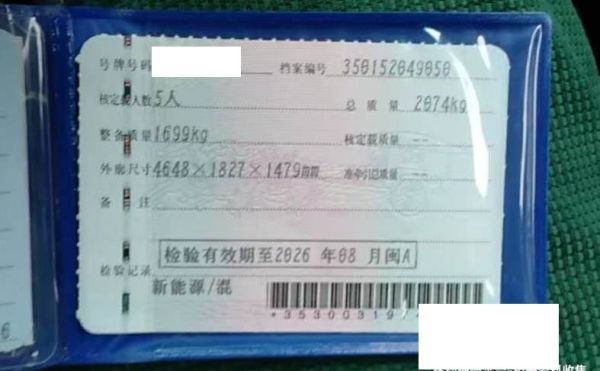 号牌号码 档案编号 350152049050
核定载人数 5人 总质量 2074kg
整备质量 1699kg 核定载质量 --
外廓尺寸 4648×1827×1479mm 准牵引总质量 --
备注
检验记录 检验有效期至2026 年08 月闽A
新能源/混